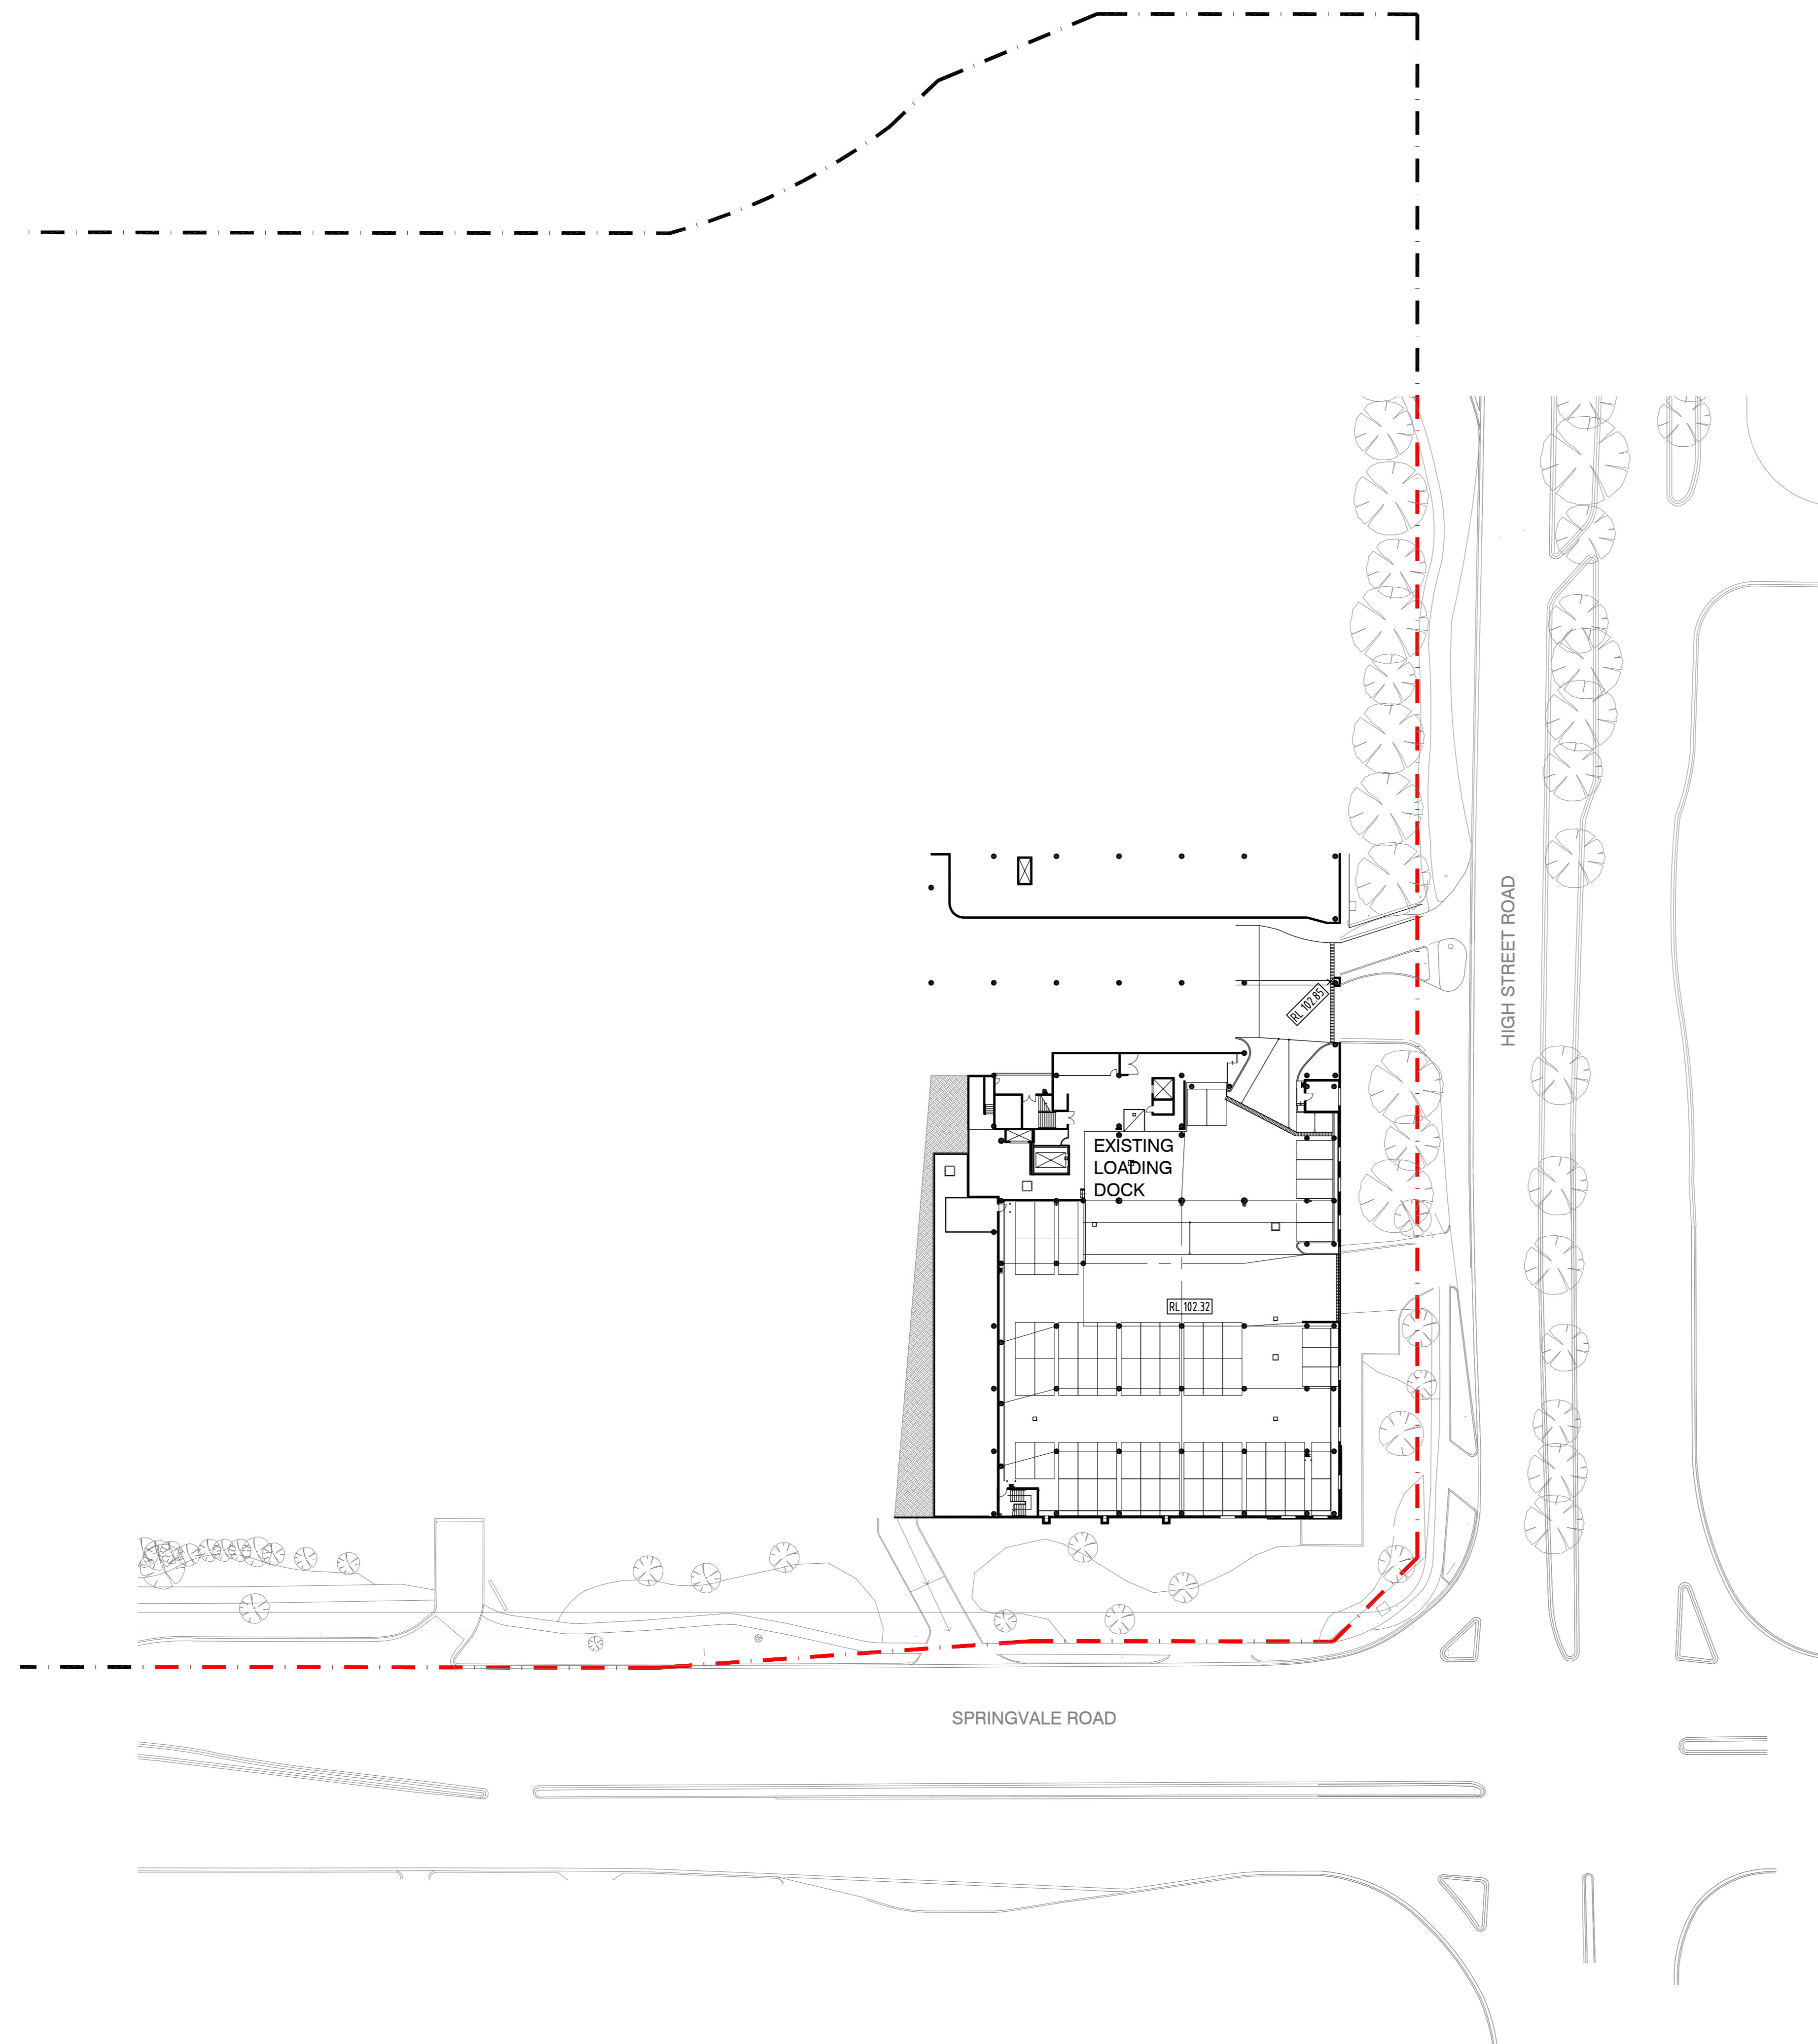 HIGH STREET ROAD
RL 102.85
EXISTING
LOADING
DOCK
RL 102.32
SPRINGVALE ROAD